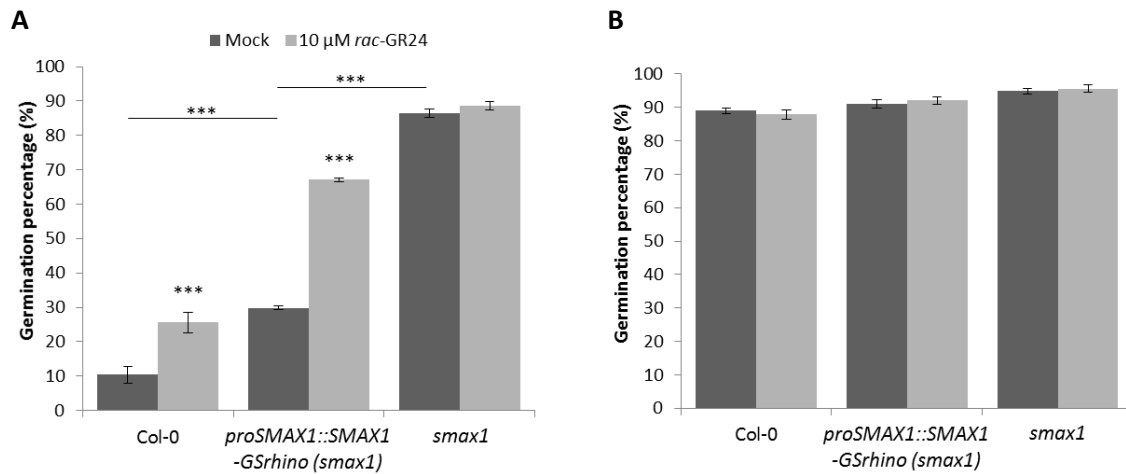 A
Mock 10 µM rac-GR24
Germination percentage (%)
100
90
80
70
60
50
40
30
20
10
0
***
***
***
***
Col-0
proSMAX1::SMAX1
-GSrhino (smax1)
smax1
B
Germination percentage (%)
100
90
80
70
60
50
40
30
20
10
0
Col-0
proSMAX1::SMAX1
-GSrhino (smax1)
smax1